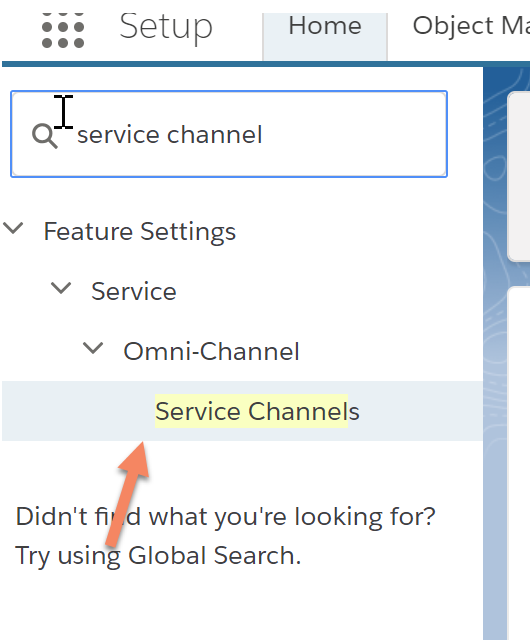 Setup
Home
Object Ma
service channel
Feature Settings
Service
Omni-Channel
Service Channels
Didn't find what you're looking for?
Try using Global Search.